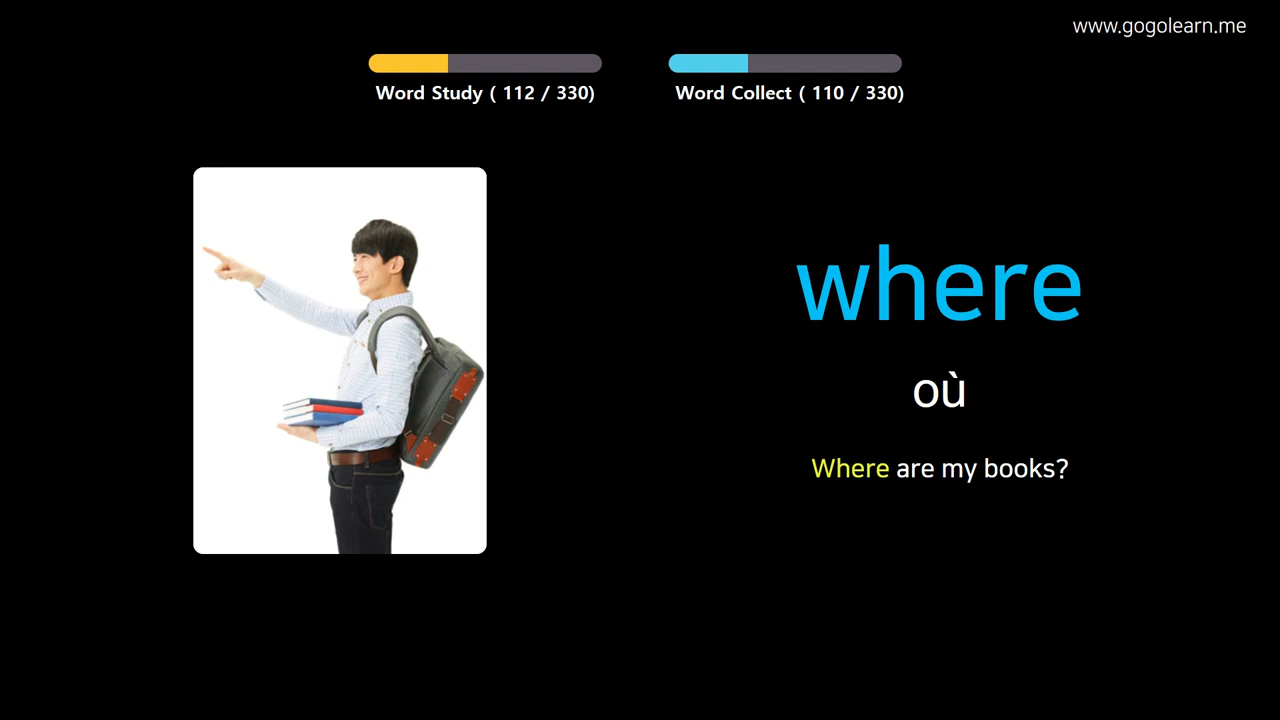 www.gogolearn.me
Word Study ( 112 / 330)
Word Collect ( 110 / 330)
where
où
Where are my books?